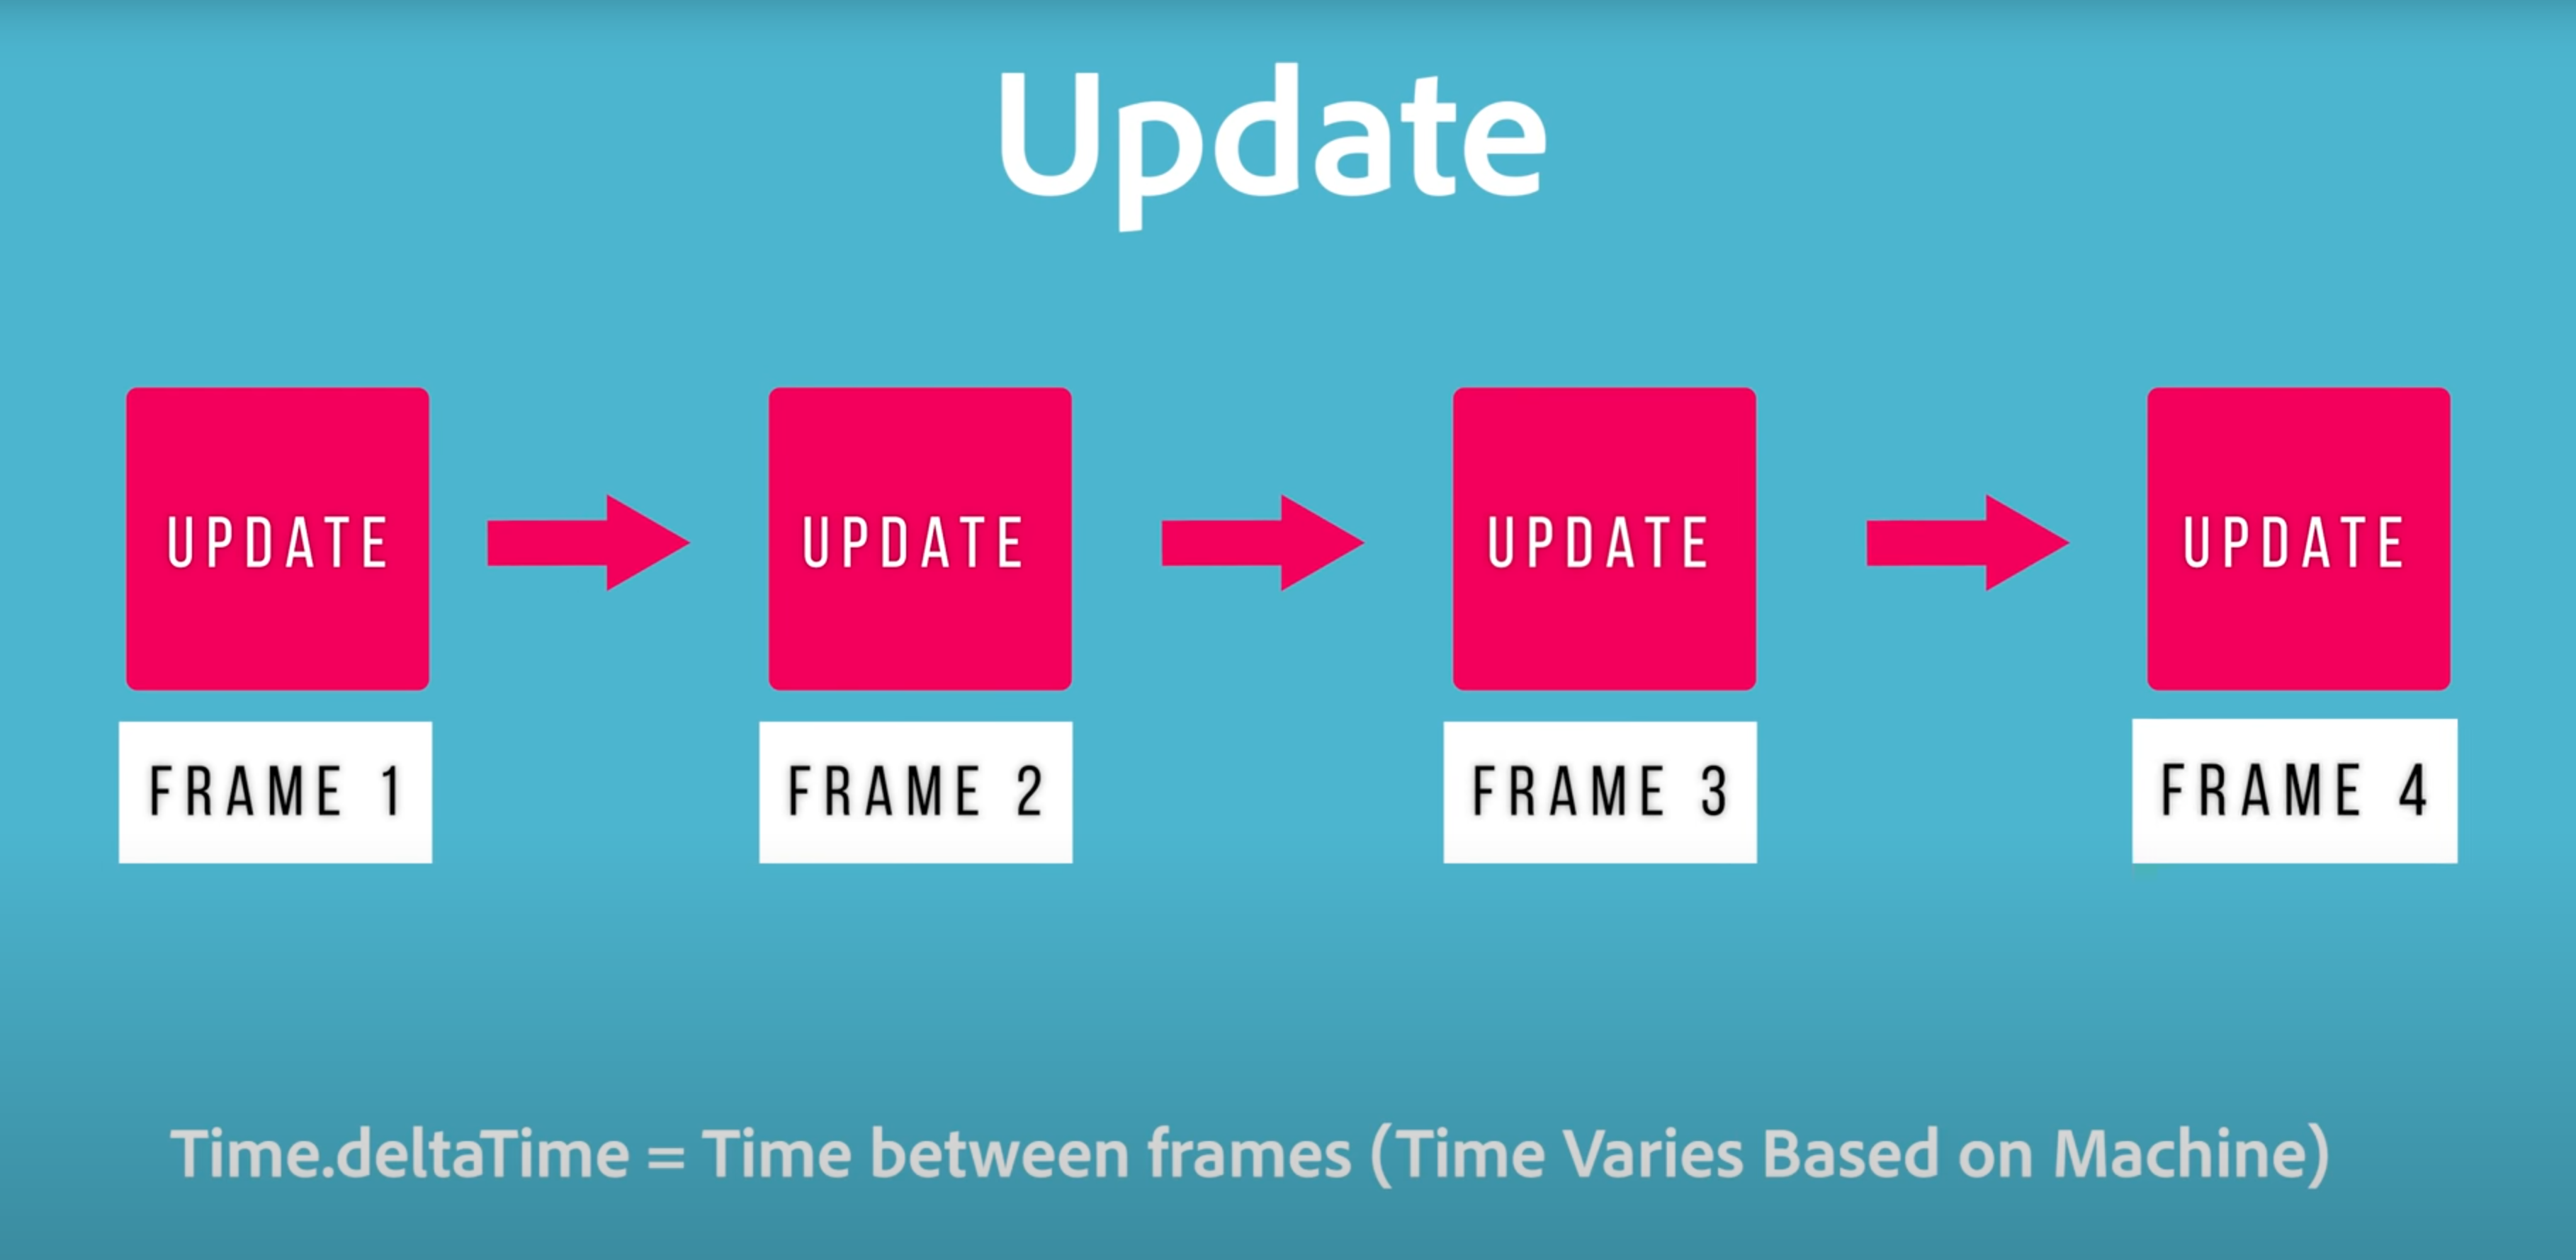 Update
UPDATE UPDATE UPDATE UPDATE
FRAME 1 FRAME 2 FRAME 3 FRAME 4
Time.deltaTime = Time between frames (Time Varies Based on Machine)